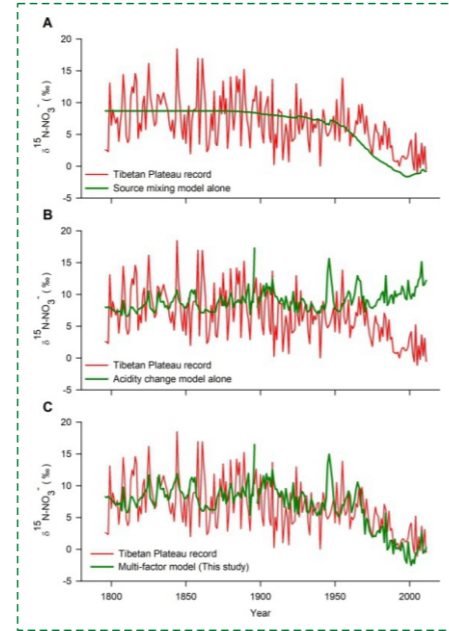 A
20
15
10
5
0
-5
δ ¹⁵N-NO₃⁻ (‰)
Tibetan Plateau record
Source mixing model alone
B
20
15
10
5
0
-5
δ ¹⁵N-NO₃⁻ (‰)
Tibetan Plateau record
Acidity change model alone
C
20
15
10
5
0
-5
δ ¹⁵N-NO₃⁻ (‰)
Tibetan Plateau record
Multi-factor model (This study)
1800 1850 1900 1950 2000
Year